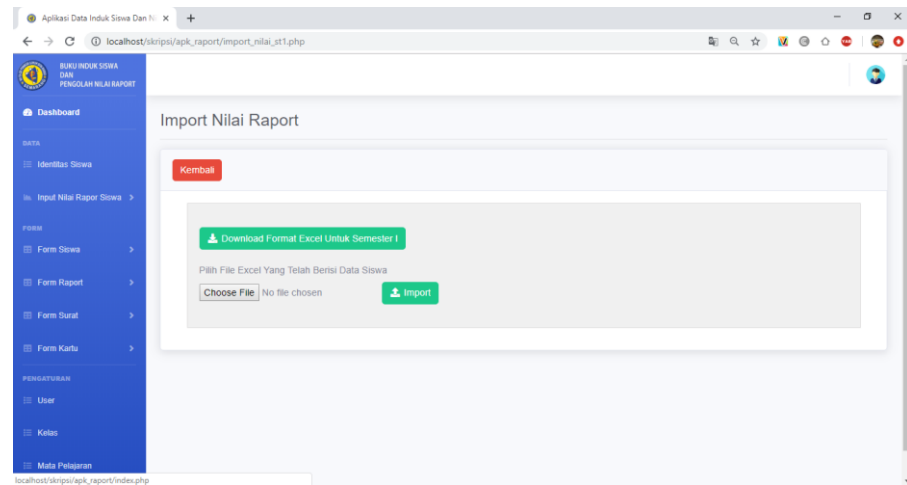 Aplikasi Data Induk Siswa Dan Ni
localhost/skripsi/apk_raport/import_nilai_st1.php
BUKU INDUK SISWA
DAN
PENGOLAH NILAI RAPORT
Dashboard
DATA
Identitas Siswa
Input Nilai Rapor Siswa
FORM
Form Siswa
Form Raport
Form Surat
Form Kartu
PENGATURAN
User
Kelas
Mata Pelajaran
Import Nilai Raport
Kembali
Download Format Excel Untuk Semester I
Pilih File Excel Yang Telah Berisi Data Siswa
Choose File No file chosen
Import
localhost/skripsi/apk_raport/index.php